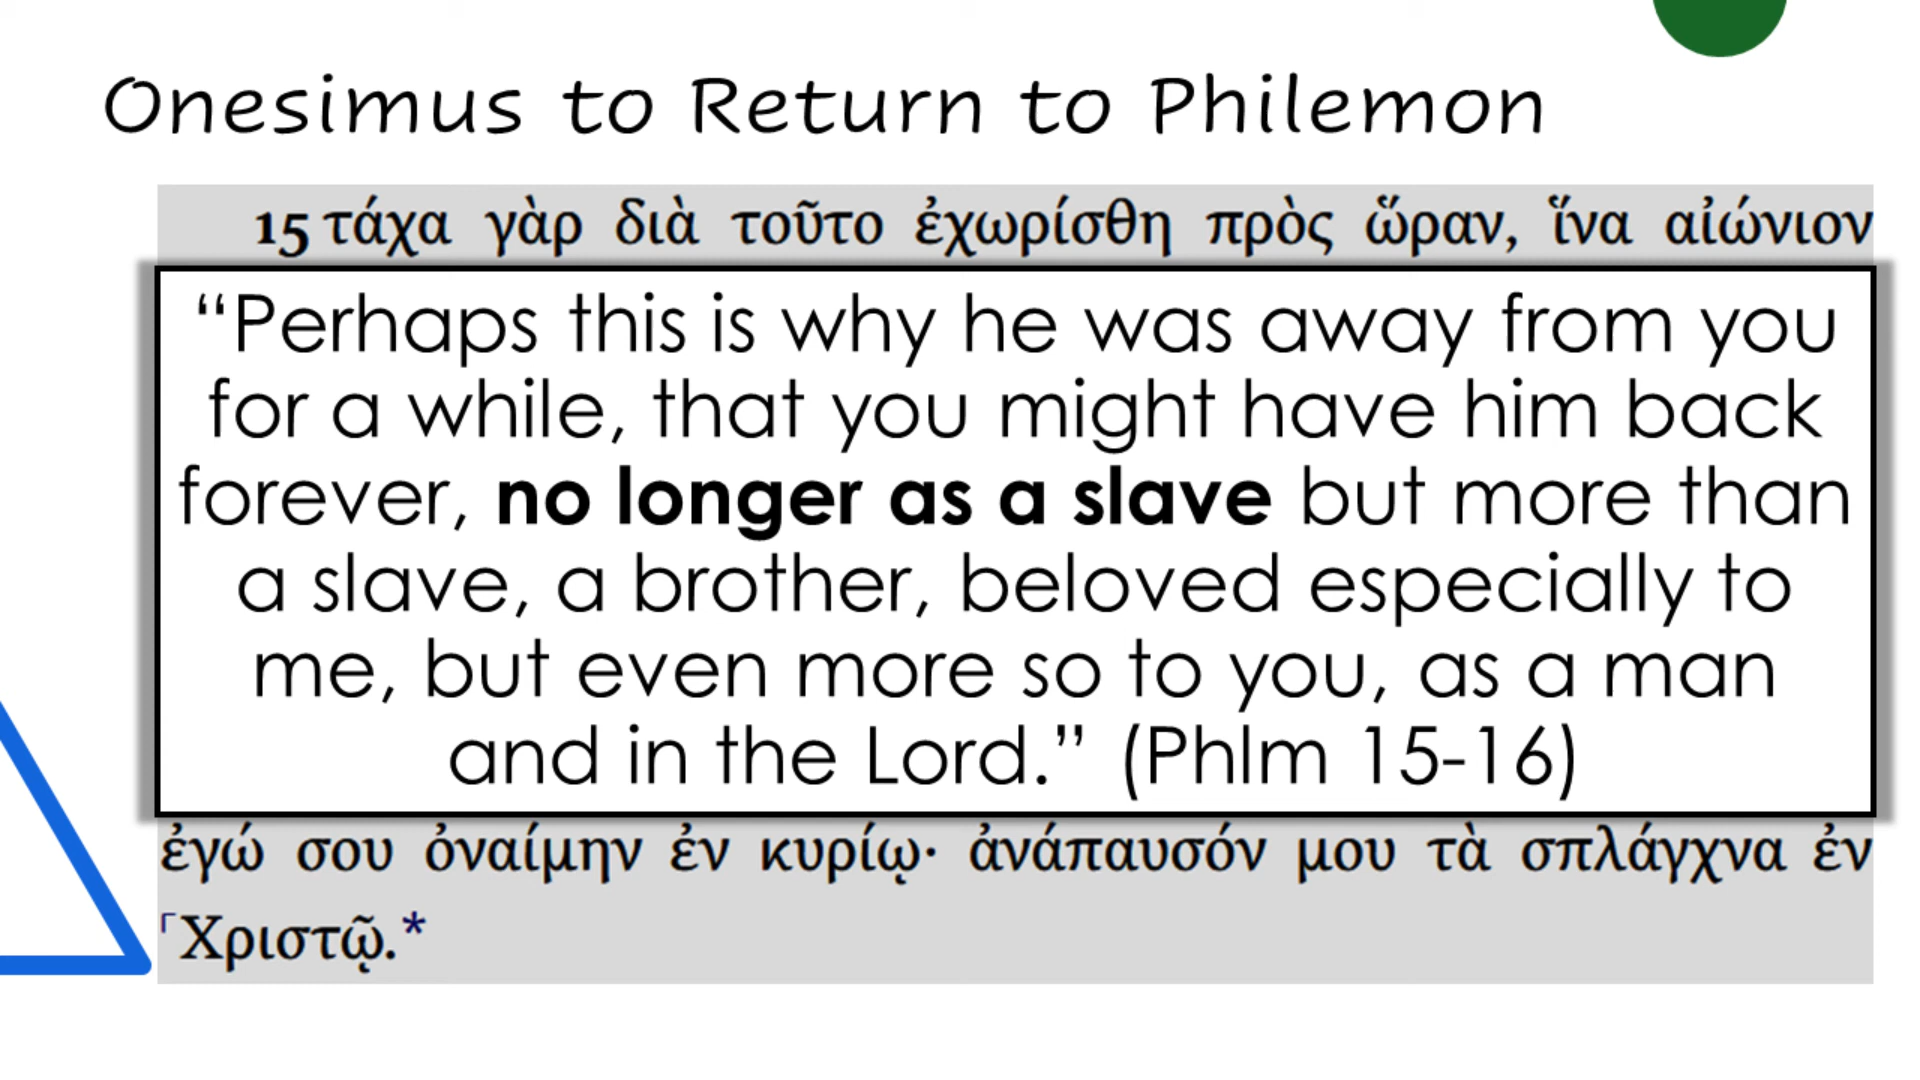 Onesimus to Return to Philemon
15 τάχα γὰρ διὰ τοῦτο ἐχωρίσθη πρὸς ὥραν, ἵνα αἰώνιον
“Perhaps this is why he was away from you
for a while, that you might have him back
forever, no longer as a slave but more than
a slave, a brother, beloved especially to
me, but even more so to you, as a man
and in the Lord.” (Phlm 15-16)
ἐγώ σου ὀναίμην ἐν κυρίῳ· ἀνάπαυσόν μου τὰ σπλάγχνα ἐν
⸀Χριστῷ.*